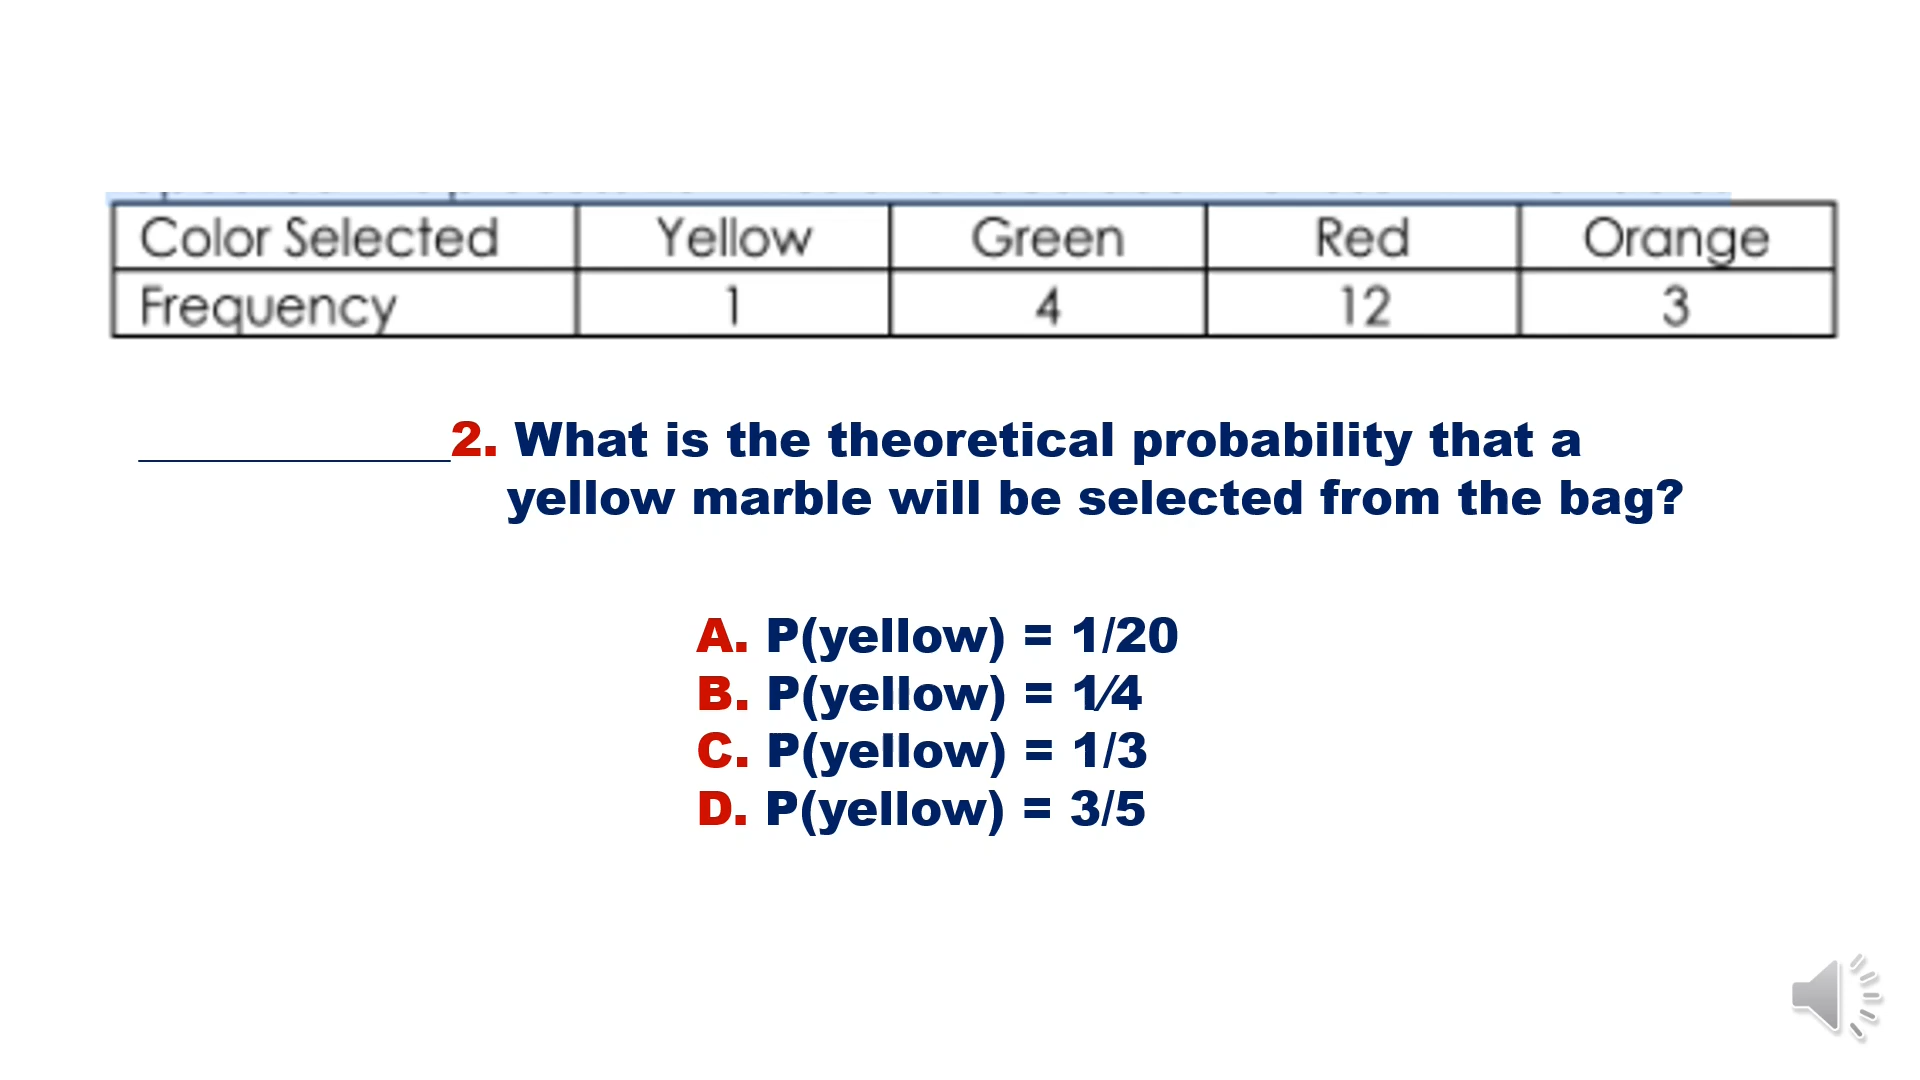 Color Selected Yellow Green Red Orange
Frequency 1 4 12 3
____________2. What is the theoretical probability that a
yellow marble will be selected from the bag?
A. P(yellow) = 1/20
B. P(yellow) = 1⁄4
C. P(yellow) = 1/3
D. P(yellow) = 3/5